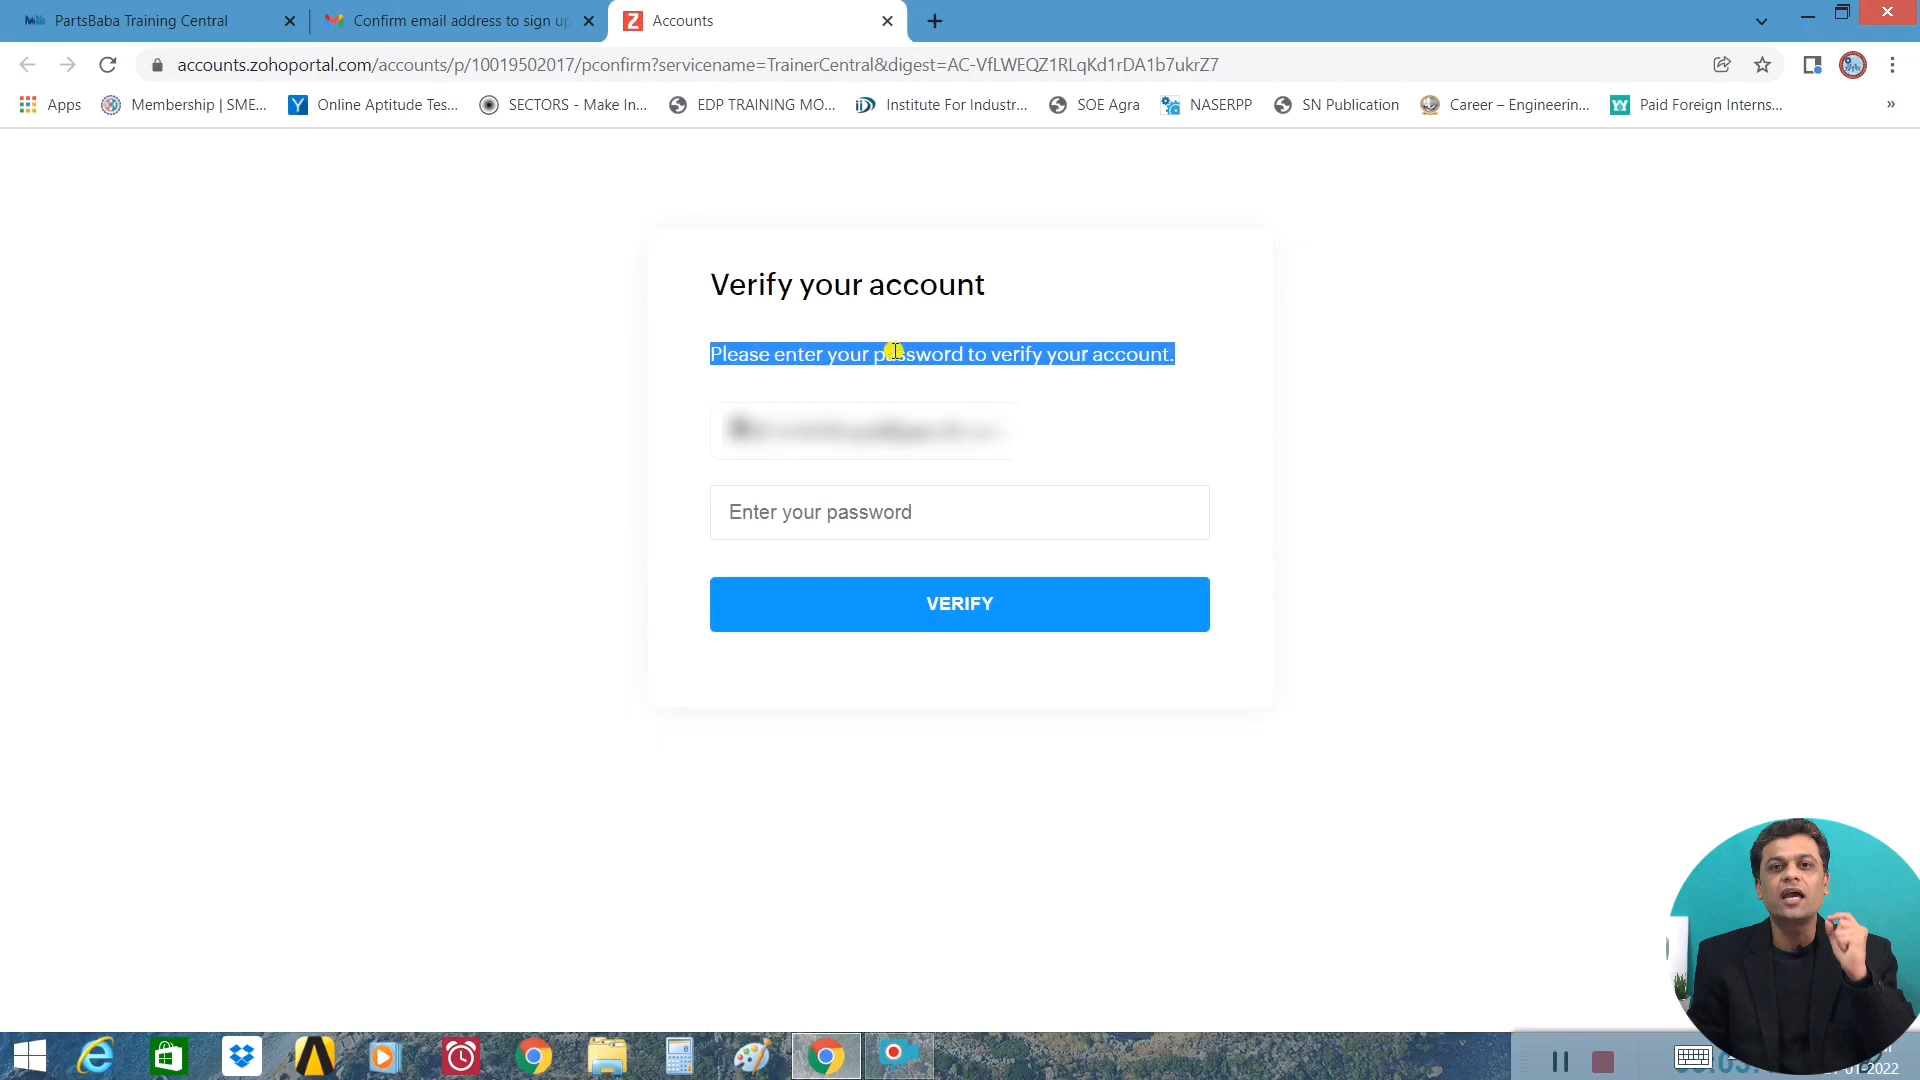 PartsBaba Training Central
Confirm email address to sign up
Accounts
accounts.zohoportal.com/accounts/p/10019502017/pconfirm?servicename=TrainerCentral&digest=AC-VfLWEQZ1RLqKd1rDA1b7ukrZ7
Apps
Membership | SME...
Online Aptitude Tes...
SECTORS - Make In...
EDP TRAINING MO...
Institute For Industr...
SOE Agra
NASERPP
SN Publication
Career – Engineerin...
Paid Foreign Interns...
Verify your account
Please enter your password to verify your account.
Enter your password
VERIFY
-01-2022